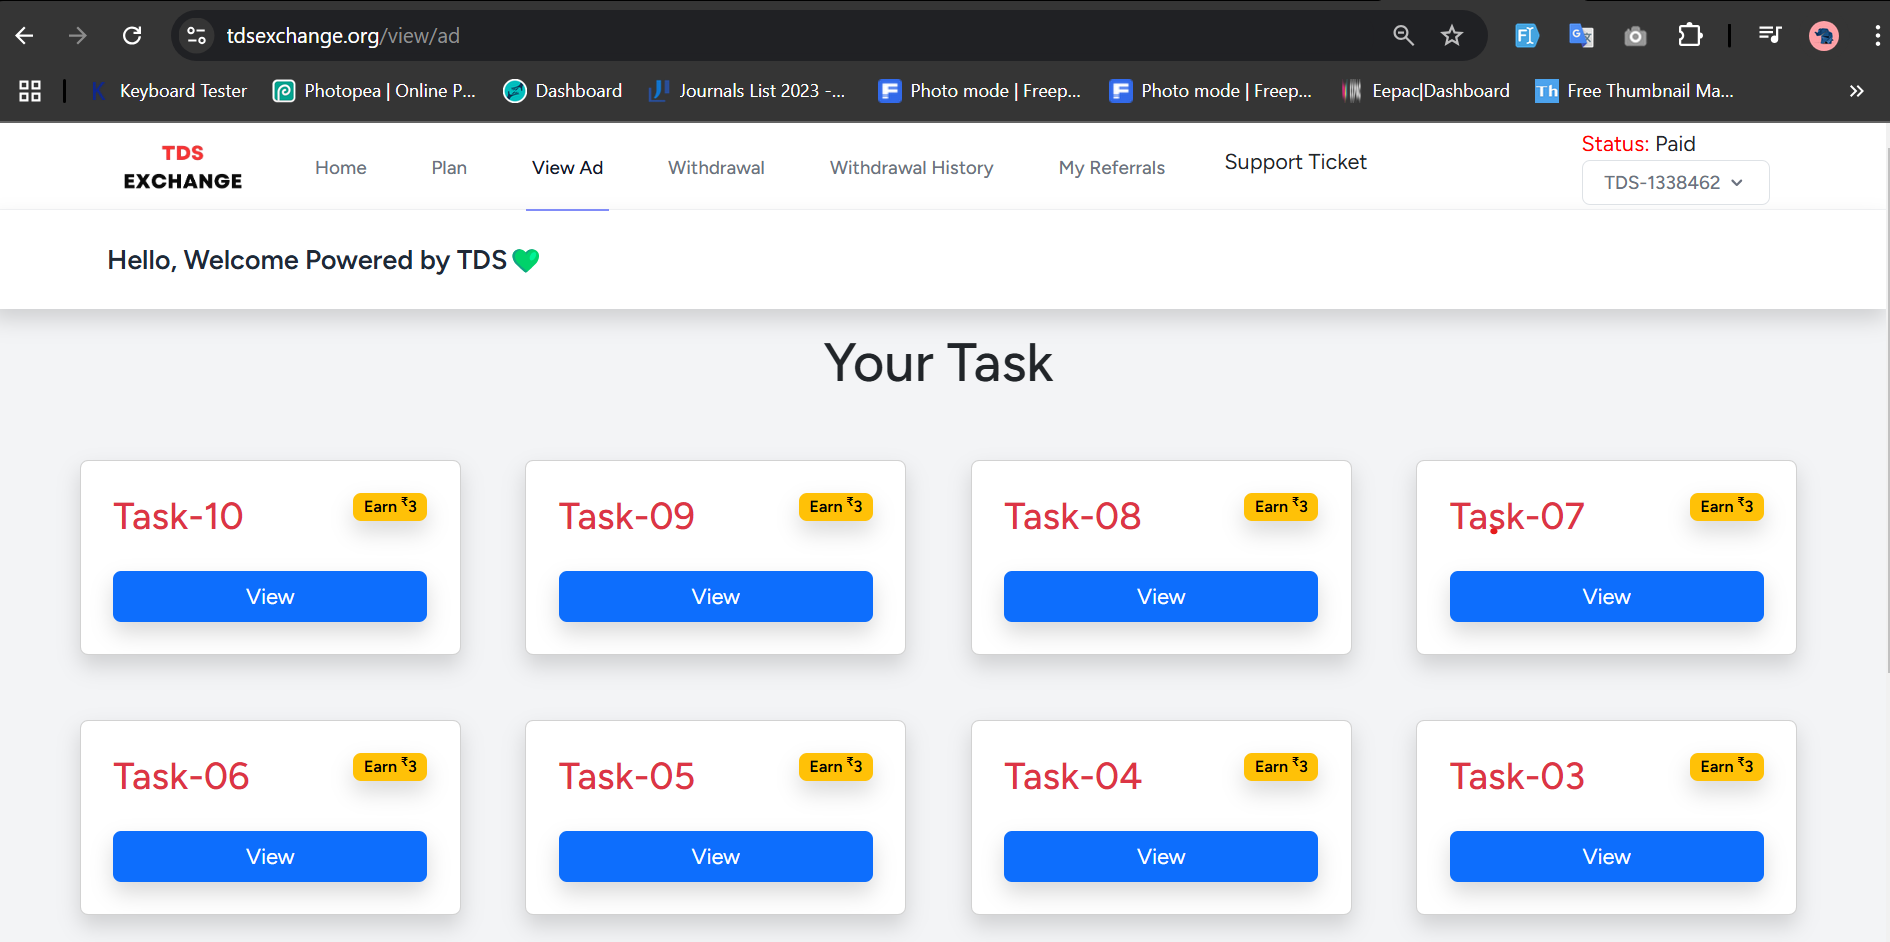 tdsexchange.org/view/ad
Keyboard Tester
Photopea | Online P...
Dashboard
Journals List 2023 -...
Photo mode | Freep...
Photo mode | Freep...
Eepac|Dashboard
Th
Free Thumbnail Ma...
TDS
EXCHANGE
Home
Plan
View Ad
Withdrawal
Withdrawal History
My Referrals
Support Ticket
Status: Paid
TDS-1338462
Hello, Welcome Powered by TDS💚
Your Task
Task-10
Earn ₹3
View
Task-09
Earn ₹3
View
Task-08
Earn ₹3
View
Task-07
Earn ₹3
View
Task-06
Earn ₹3
View
Task-05
Earn ₹3
View
Task-04
Earn ₹3
View
Task-03
Earn ₹3
View